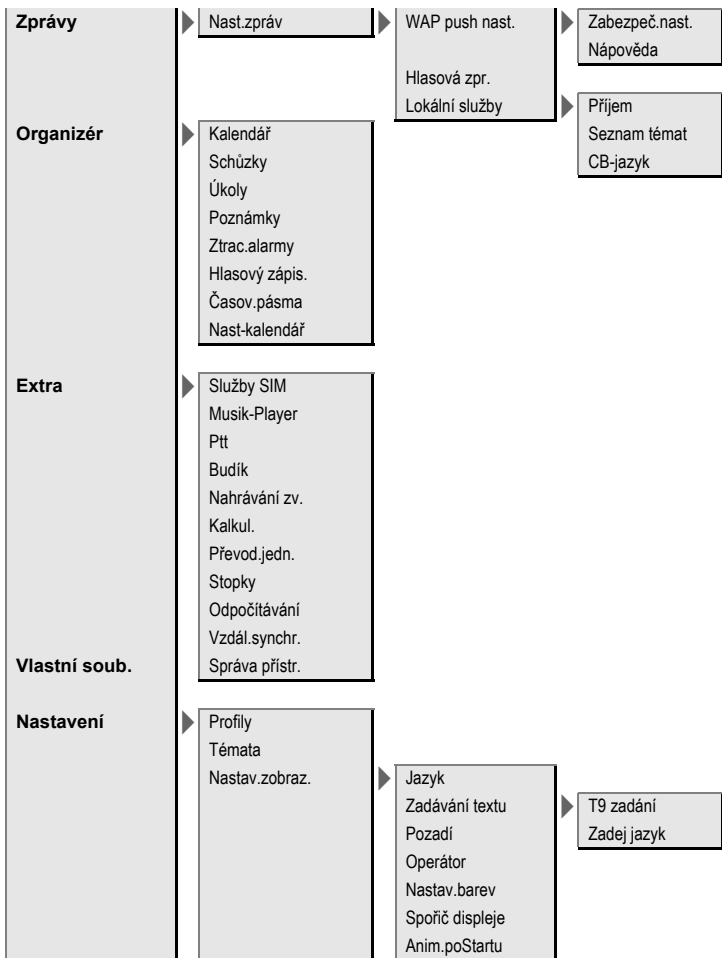 Zprávy
Nast.zpráv
WAP push nast.
Zabezpeč.nast.
Nápověda
Hlasová zpr.
Lokální služby
Příjem
Seznam témat
CB-jazyk
Organizér
Kalendář
Schůzky
Úkoly
Poznámky
Ztrac.alarmy
Hlasový zápis.
Časov.pásma
Nast-kalendář
Extra
Služby SIM
Musik-Player
Ptt
Budík
Nahrávání zv.
Kalkul.
Převod.jedn.
Stopky
Odpočítávání
Vzdál.synchr.
Správa přístr.
Vlastní soub.
Nastavení
Profily
Témata
Nastav.zobraz.
Jazyk
Zadávání textu
T9 zadání
Zadej jazyk
Pozadí
Operátor
Nastav.barev
Spořič displeje
Anim.poStartu